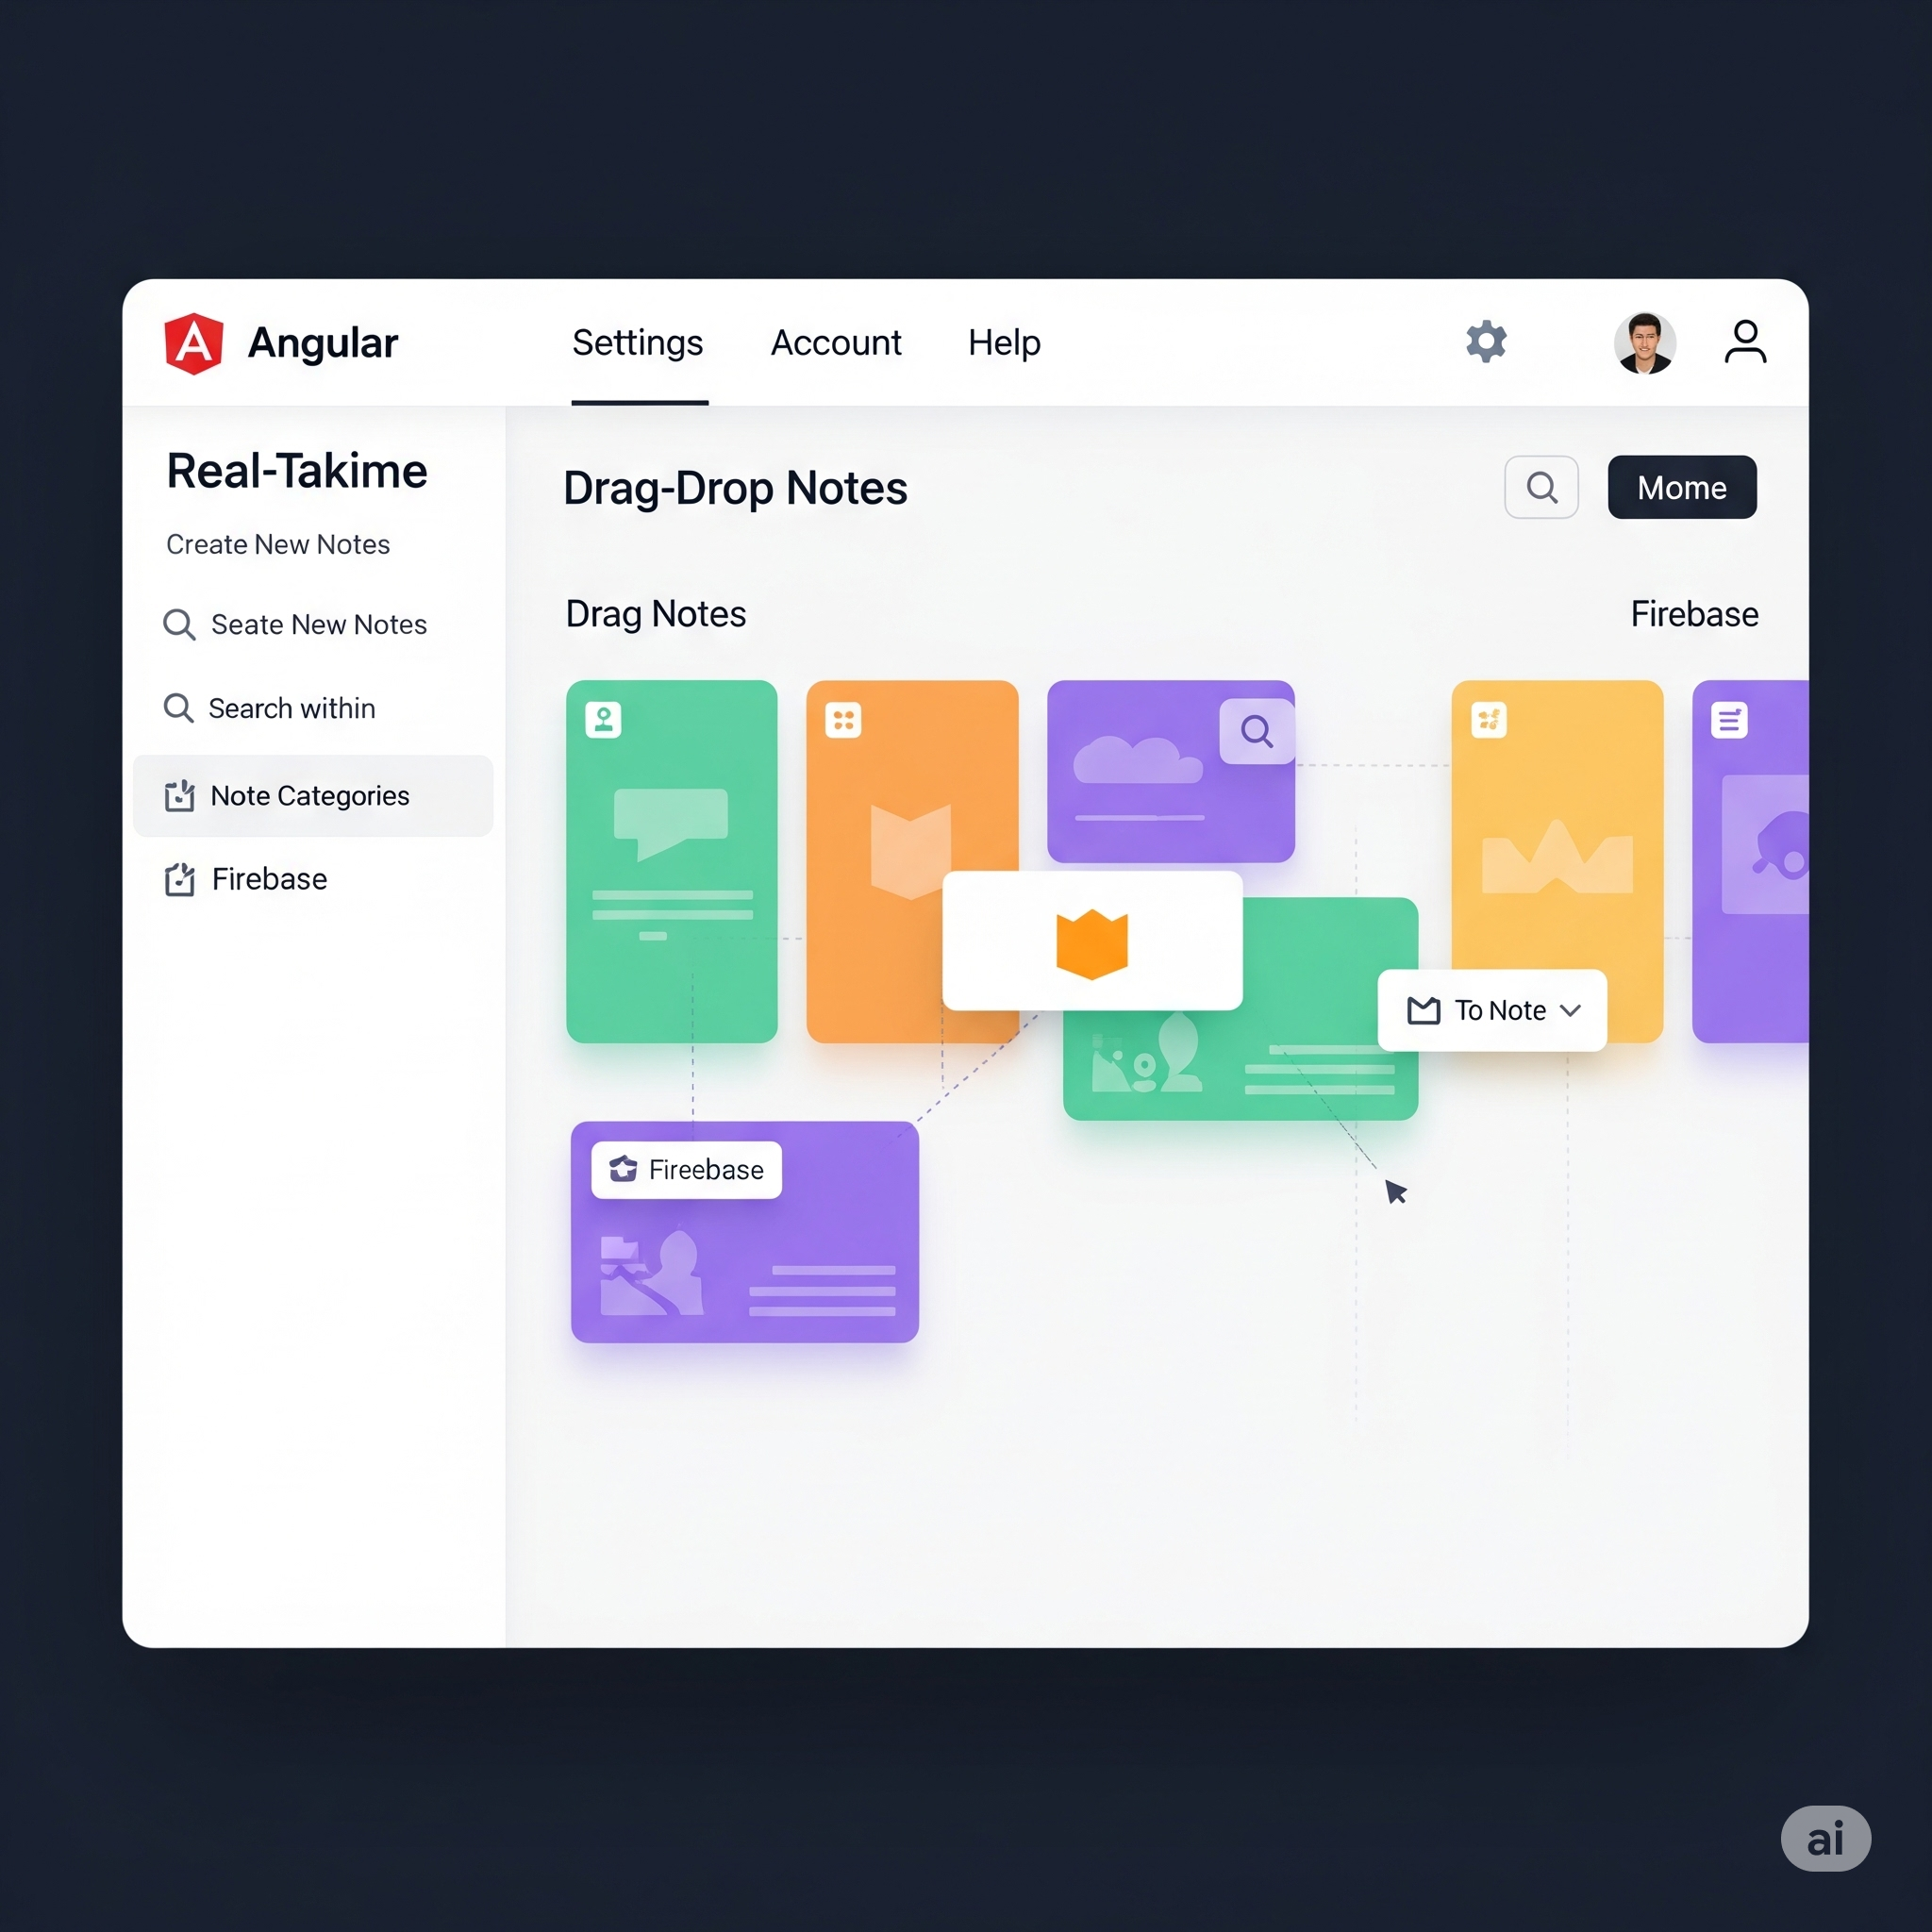 Angular
Settings
Account
Help
Real-Takime
Create New Notes
Seate New Notes
Search within
Note Categories
Firebase
Drag-Drop Notes
Mome
Drag Notes
Firebase
To Note
Fireebase
ai